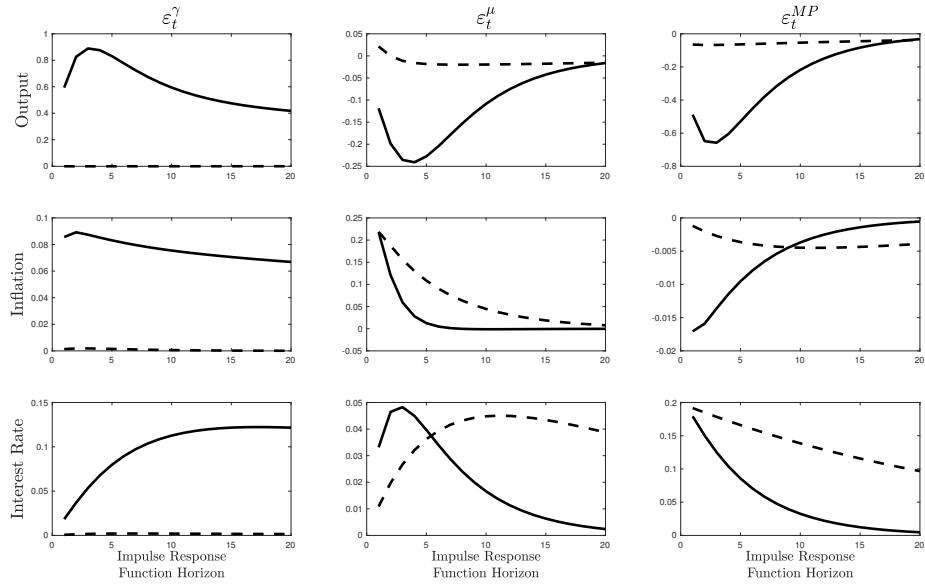 ε_t^γ ε_t^μ ε_t^{MP}
Output
1
0.8
0.6
0.4
0.2
0
0 5 10 15 20
0.05
0
-0.05
-0.1
-0.15
-0.2
-0.25
0 5 10 15 20
0
-0.2
-0.4
-0.6
-0.8
0 5 10 15 20
Inflation
0.1
0.08
0.06
0.04
0.02
0
0 5 10 15 20
0.25
0.2
0.15
0.1
0.05
0
-0.05
0 5 10 15 20
0
-0.005
-0.01
-0.015
-0.02
0 5 10 15 20
Interest Rate
0.15
0.1
0.05
0
0 5 10 15 20
0.05
0.04
0.03
0.02
0.01
0
0 5 10 15 20
0.2
0.15
0.1
0.05
0
0 5 10 15 20
Impulse Response
Function Horizon
Impulse Response
Function Horizon
Impulse Response
Function Horizon